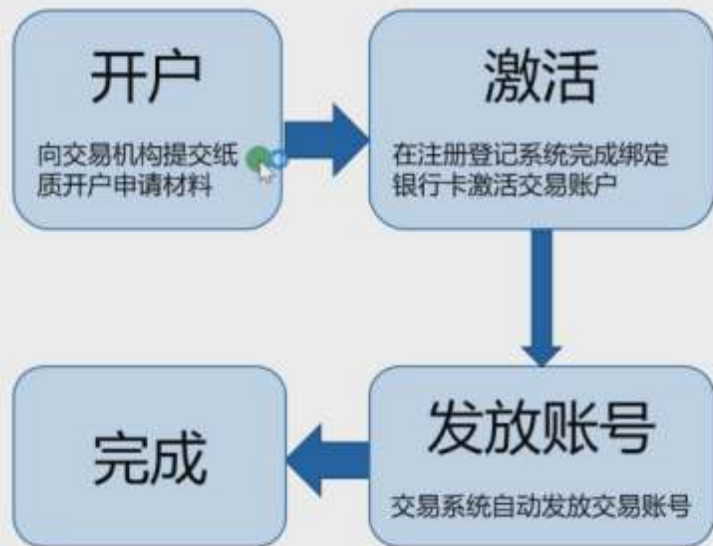 开户
向交易机构提交纸
质开户申请材料
激活
在注册登记系统完成绑定
银行卡激活交易账户
发放账号
交易系统自动发放交易账号
完成